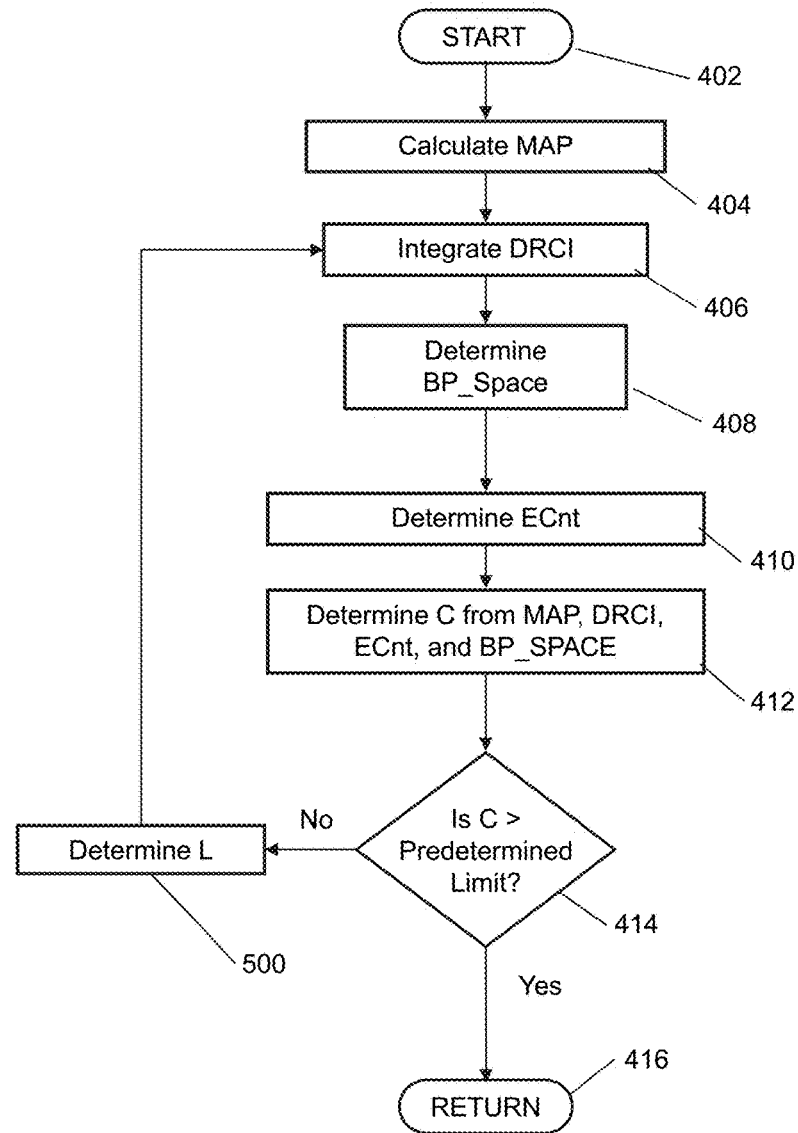 START
402
Calculate MAP
404
Integrate DRCI
406
Determine
BP_Space
408
Determine ECnt
410
Determine C from MAP, DRCI,
ECnt, and BP_SPACE
412
Is C >
Predetermined
Limit?
414
No
Determine L
500
Yes
416
RETURN